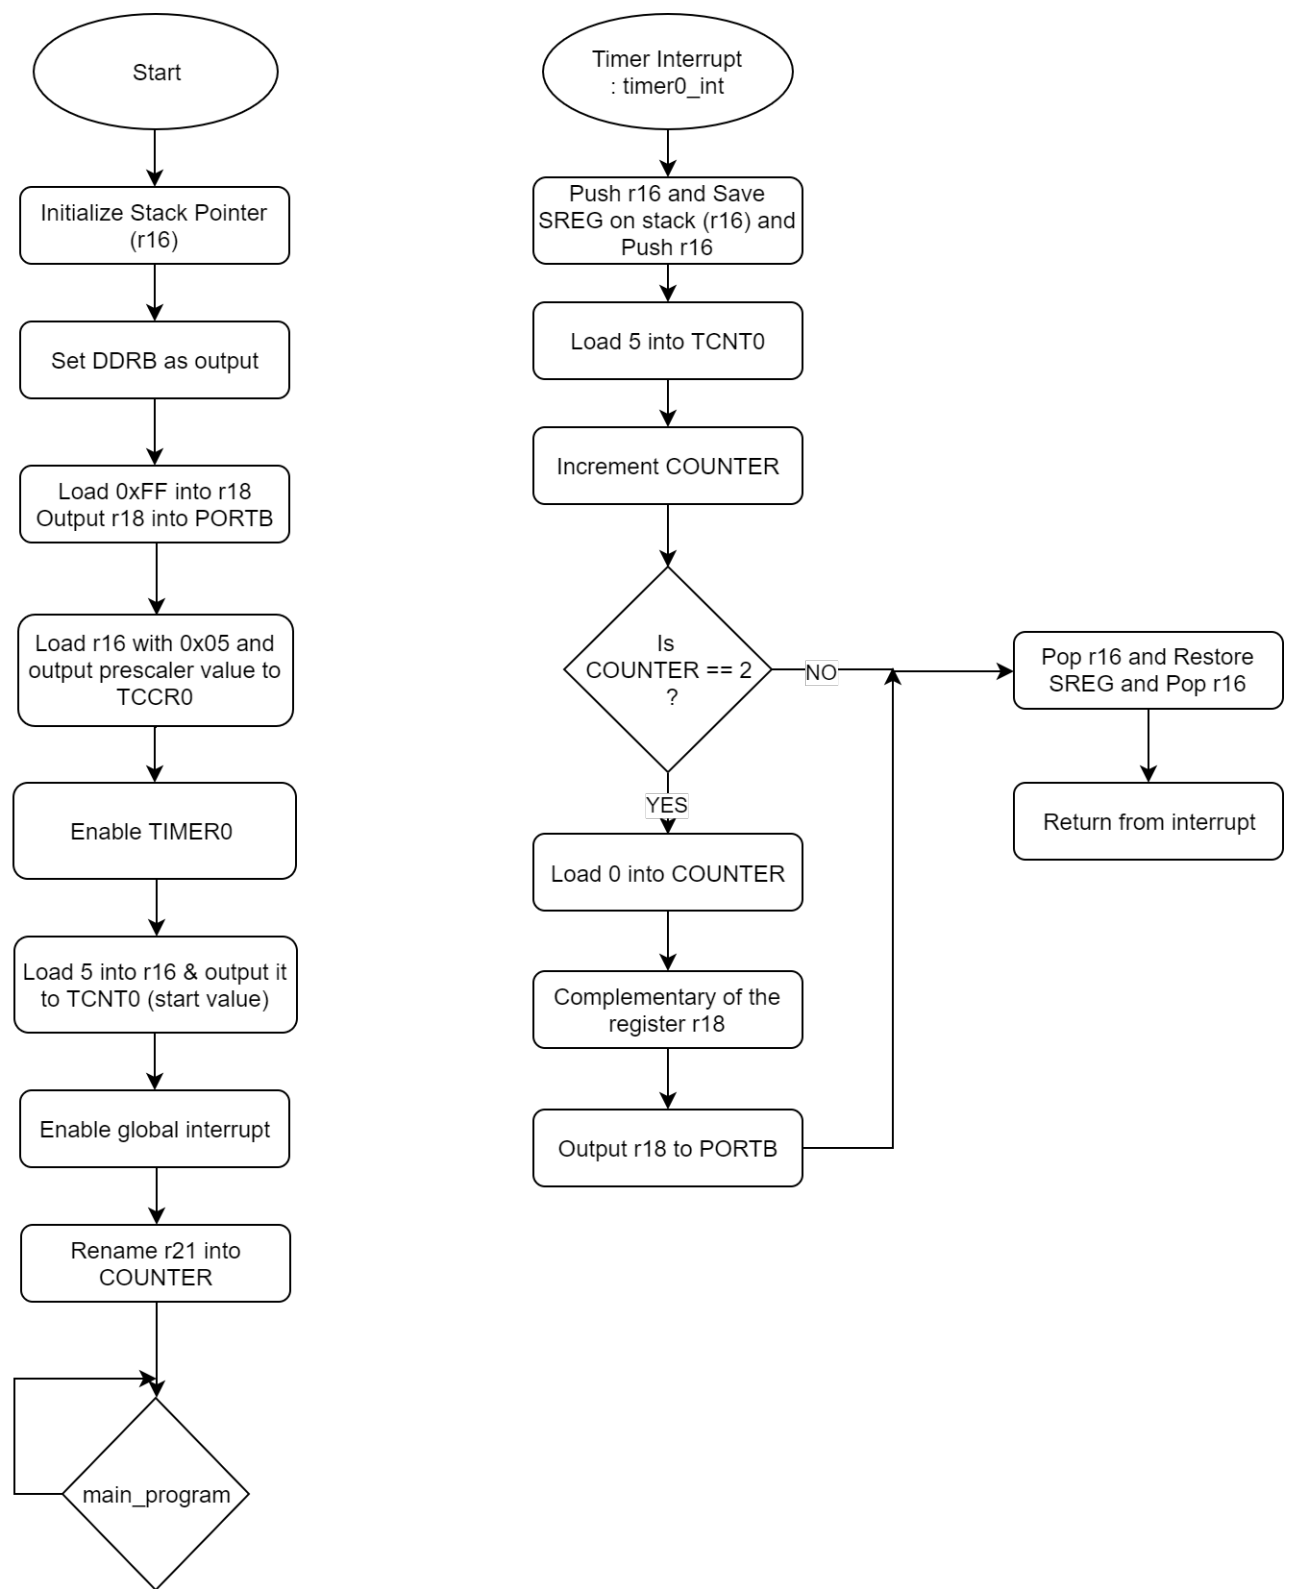 Start
Initialize Stack Pointer
(r16)
Set DDRB as output
Load 0xFF into r18
Output r18 into PORTB
Load r16 with 0x05 and
output prescaler value to
TCCR0
Enable TIMER0
Load 5 into r16 & output it
to TCNT0 (start value)
Enable global interrupt
Rename r21 into
COUNTER
main_program
Timer Interrupt
: timer0_int
Push r16 and Save
SREG on stack (r16) and
Push r16
Load 5 into TCNT0
Increment COUNTER
Is
COUNTER == 2
?
NO
YES
Load 0 into COUNTER
Complementary of the
register r18
Output r18 to PORTB
Pop r16 and Restore
SREG and Pop r16
Return from interrupt